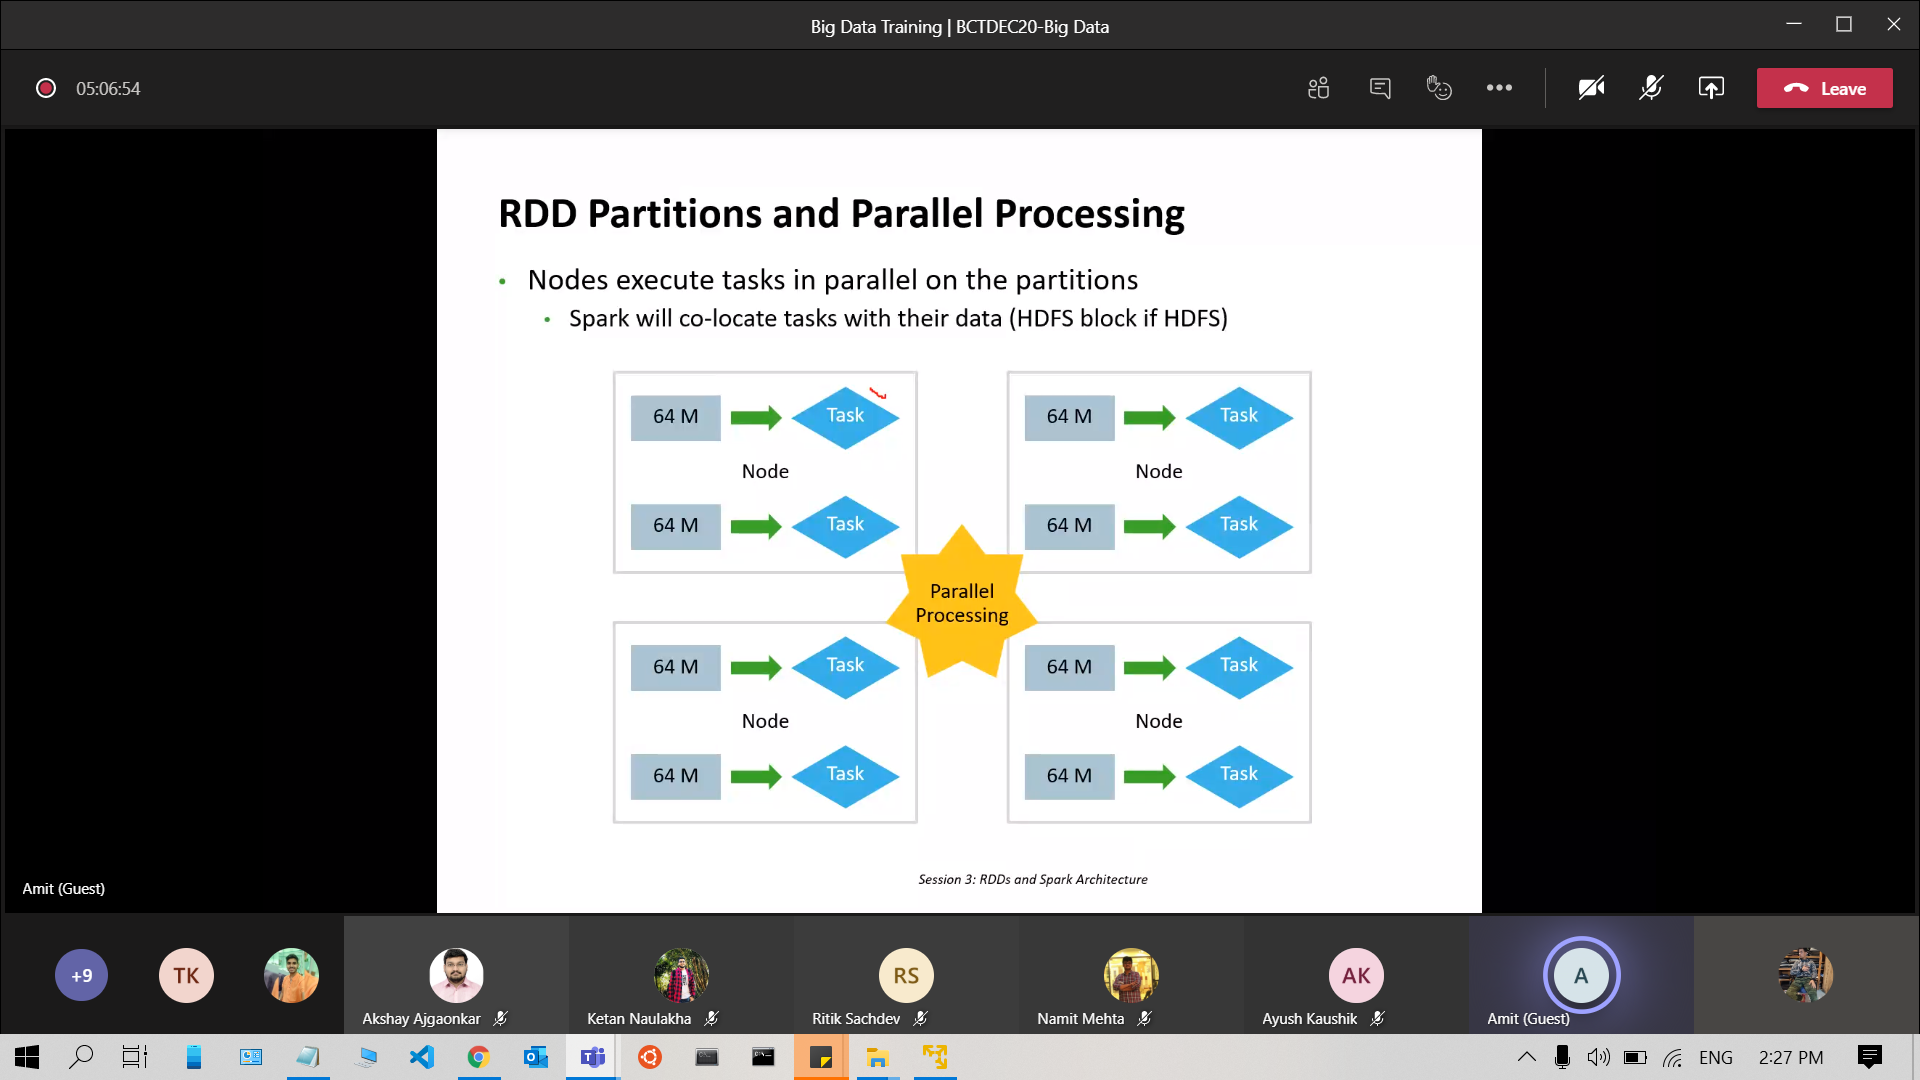 Big Data Training | BCTDEC20-Big Data
05:06:54
Leave
RDD Partitions and Parallel Processing
• Nodes execute tasks in parallel on the partitions
• Spark will co-locate tasks with their data (HDFS block if HDFS)
64 M Task 64 M Task
Node Node
64 M Task 64 M Task
Parallel
Processing
64 M Task 64 M Task
Node Node
64 M Task 64 M Task
Session 3: RDDs and Spark Architecture
Amit (Guest)
+9 TK RS AK A
Akshay Ajgaonkar Ketan Naulakha Ritik Sachdev Namit Mehta Ayush Kaushik Amit (Guest)
ENG 2:27 PM